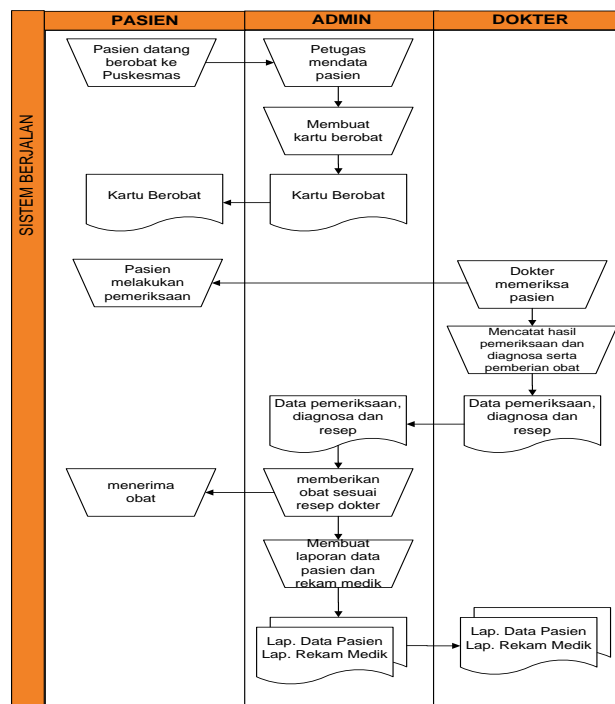 PASIEN
ADMIN
DOKTER
SISTEM BERJALAN
Pasien datang
berobat ke
Puskesmas
Petugas
mendata
pasien
Membuat
kartu berobat
Kartu Berobat
Kartu Berobat
Pasien
melakukan
pemeriksaan
Dokter
memeriksa
pasien
Mencatat hasil
pemeriksaan dan
diagnosa serta
pemberian obat
Data pemeriksaan,
diagnosa dan
resep
Data pemeriksaan,
diagnosa dan
resep
menerima
obat
memberikan
obat sesuai
resep dokter
Membuat
laporan data
pasien dan
rekam medik
Lap. Data Pasien
Lap. Rekam Medik
Lap. Data Pasien
Lap. Rekam Medik